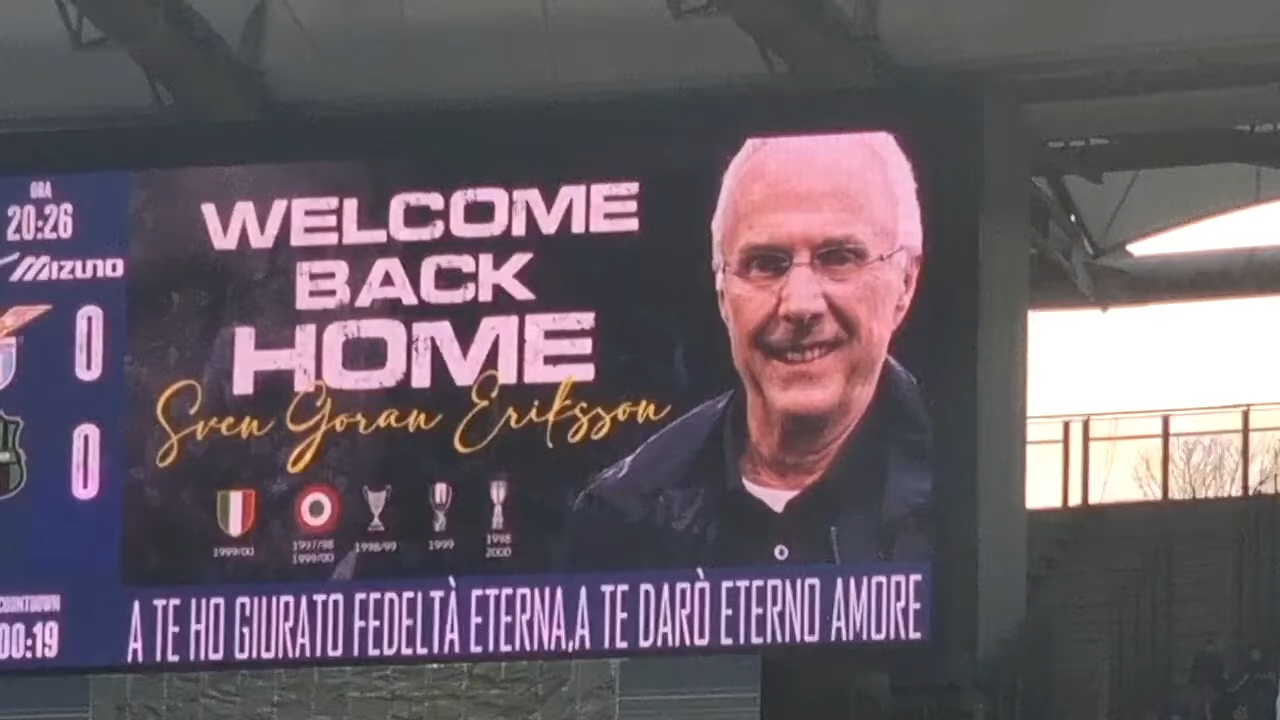 ORA
20:26
MIZUNO
0
0
COUNTDOWN
00:19
WELCOME
BACK
HOME
Sven Goran Eriksson
1999/00
1997/98
1999/00
1998/99
1999
1998
2000
A TE HO GIURATO FEDELTÀ ETERNA,A TE DARÒ ETERNO AMORE